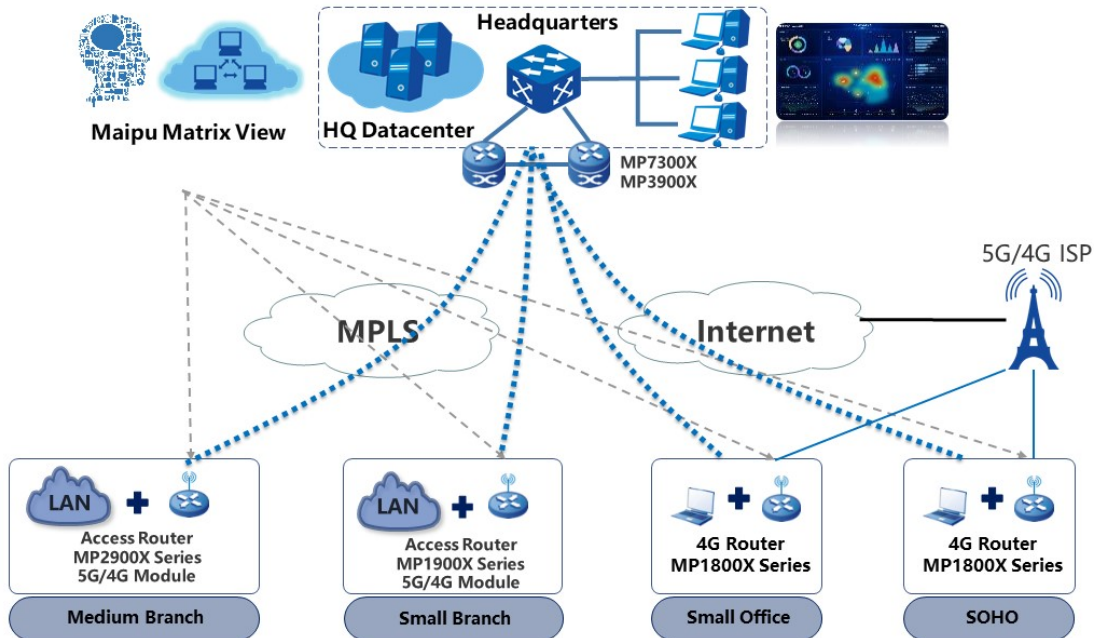 Headquarters
Maipu Matrix View
HQ Datacenter
MP7300X
MP3900X
5G/4G ISP
MPLS
Internet
LAN
Access Router
MP2900X Series
5G/4G Module
Medium Branch
LAN
Access Router
MP1900X Series
5G/4G Module
Small Branch
4G Router
MP1800X Series
Small Office
4G Router
MP1800X Series
SOHO